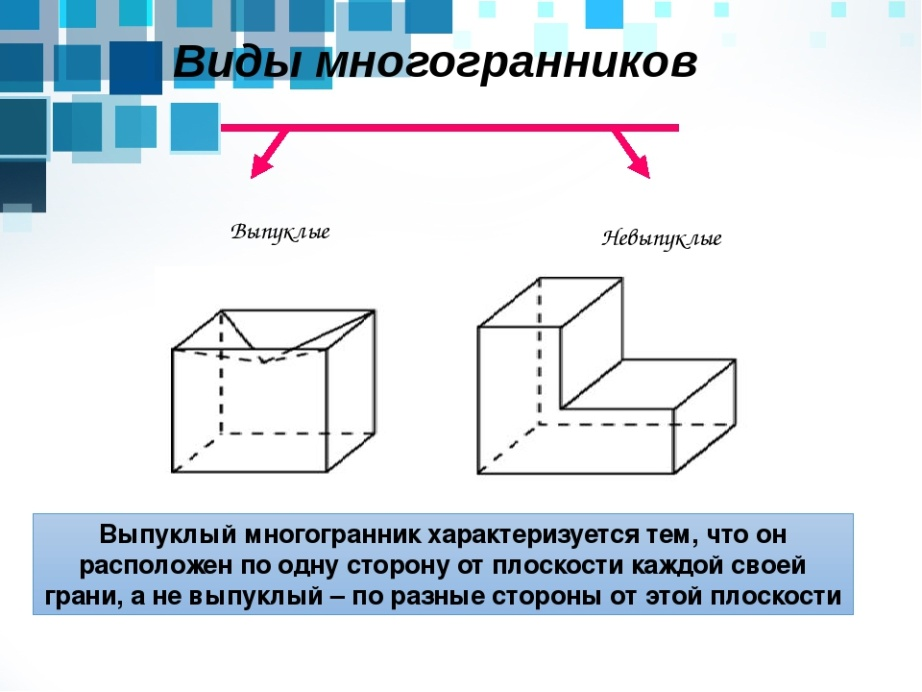 Виды многогранников
Выпуклые
Невыпуклые
Выпуклый многогранник характеризуется тем, что он
расположен по одну сторону от плоскости каждой своей
грани, а не выпуклый – по разные стороны от этой плоскости